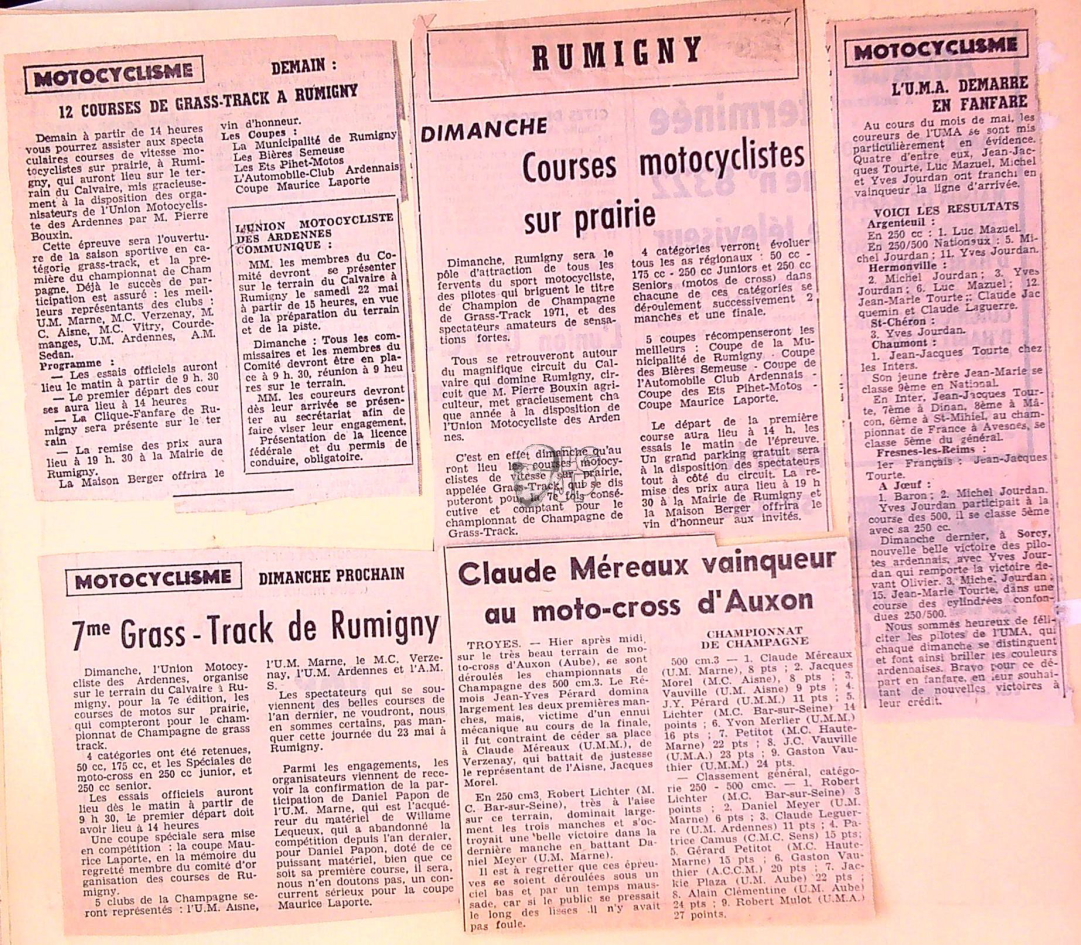 MOTOCYCLISME
DEMAIN :
12 COURSES DE GRASS-TRACK A RUMIGNY
Demain à partir de 14 heures
vous pourrez assister aux specta
culaires courses de vitesse mo-
tocyclistes sur prairie, à Rumi-
gny, qui auront lieu sur le ter-
rain du Calvaire, mis gracieuse-
ment à la disposition des orga-
nisateurs de l'Union Motocyclis-
te des Ardennes par M. Pierre
Bouxin.
Cette épreuve sera l'ouvertu-
re de la saison sportive en ca-
tégorie grass-track, et la pre-
mière du championnat de Cham
pagne. Déjà le succès de par-
ticipation est assuré : les meil-
leurs représentants des clubs :
U.M. Marne, M.C. Verzenay, M.
C. Aisne, M.C. Vitry, Courde-
manges, U.M. Ardennes, A.M.
Sedan.
Programme :
— Les essais officiels auront
lieu le matin à partir de 9 h. 30
— Le premier départ des cour
ses aura lieu à 14 heures
— La Clique-Fanfare de Ru-
migny sera présente sur le ter
rain
— La remise des prix aura
lieu à 19 h. 30 à la Mairie de
Rumigny.
La Maison Berger offrira le
vin d'honneur.
Les Coupes :
La Municipalité de Rumigny
Les Bières Semeuse
Les Ets Pihet-Motos
L'Automobile-Club Ardennais
Coupe Maurice Laporte
L'UNION MOTOCYCLISTE
DES ARDENNES
COMMUNIQUE :
MM. les membres du Co-
mité devront se présenter
sur le terrain du Calvaire à
Rumigny le samedi 22 mai
à partir de 15 heures, en vue
de la préparation du terrain
et de la piste.
Dimanche : Tous les com-
missaires et les membres du
Comité devront être en pla-
ce à 9 h. 30, réunion à 9 heu
res sur le terrain.
MM. les coureurs devront
dès leur arrivée se présen-
ter au secrétariat afin de
faire viser leur engagement.
Présentation de la licence
fédérale et du permis de
conduire, obligatoire.
RUMIGNY
DIMANCHE
Courses motocyclistes
sur prairie
Dimanche, Rumigny sera le
pôle d'attraction de tous les
fervents du sport motocycliste,
des pilotes qui briguent le titre
de Champion de Champagne
de Grass-Track 1971, et des
spectateurs amateurs de sensa-
tions fortes.
Tous se retrouveront autour
du magnifique circuit du Cal-
vaire qui domine Rumigny, cir-
cuit que M. Pierre Bouxin agri-
culteur, met gracieusement cha
que année à la disposition de
l'Union Motocycliste des Arden
nes.
C'est en effet dimanche qu'au
ront lieu les courses motocy-
clistes de vitesse sur prairie,
appelée Grass-Track, qui se dis
puteront pour la 7e fois consé-
cutive et comptant pour le
championnat de Champagne de
Grass-Track.
4 catégories verront évoluer
tous les as régionaux : 50 cc -
175 cc - 250 cc Juniors et 250 cc
Seniors (motos de cross) dans
chacune de ces catégories se
déroulement successivement 2
manches et une finale.
5 coupes récompenseront les
meilleurs : Coupe de la Mu-
nicipalité de Rumigny - Coupe
des Bières Semeuse - Coupe de
l'Automobile Club Ardennais -
Coupe des Ets Pihet-Motos -
Coupe Maurice Laporte.
Le départ de la première
course aura lieu à 14 h. les
essais le matin de l'épreuve.
Un grand parking gratuit sera
à la disposition des spectateurs
tout à côté du circuit. La re-
mise des prix aura lieu à 19 h
30 à la Mairie de Rumigny et
la Maison Berger offrira le
vin d'honneur aux invités.
MOTOCYCLISME
L'U.M.A. DEMARRE
EN FANFARE
Au cours du mois de mai, les
coureurs de l'UMA se sont mis
particulièrement en évidence.
Quatre d'entre eux, Jean-Jac-
ques Tourte, Luc Mazuel, Michel
et Yves Jourdan ont franchi en
vainqueur la ligne d'arrivée.
VOICI LES RESULTATS
Argenteuil :
En 250 cc : 1. Luc Mazuel.
En 250/500 Nationaux : 5. Mi-
chel Jourdan ; 11. Yves Jourdan.
Hermonville :
2. Michel Jourdan ; 3. Yves
Jourdan ; 6. Luc Mazuel ; 12.
Jean-Marie Tourte ; Claude Jac
quemin et Claude Laguerre.
St-Chéron :
3. Yves Jourdan.
Chaumont :
1. Jean-Jacques Tourte chez
les Inters.
Son jeune frère Jean-Marie se
classe 9ème en National.
En Inter, Jean-Jacques Tour-
te, 7ème à Dinan, 8ème à Mâ-
con, 6ème à St-Mihiel, au cham-
pionnat de France à Avesnes, se
classe 5ème du général.
Fresnes-les-Reims :
1er Français : Jean-Jacques
Tourte.
A Jœuf :
1. Baron ; 2. Michel Jourdan.
Yves Jourdan participait à la
course des 500, il se classe 5ème
avec sa 250 cc.
Dimanche dernier, à Sorcy,
nouvelle belle victoire des pilo-
tes ardennais, avec Yves Jour-
dan qui remporte la victoire de-
vant Olivier. 3. Miche, Jourdan
15. Jean-Marie Tourte, dans une
course des cylindrées confon-
dues 250/500.
Nous sommes heureux de féli-
citer les pilotes de l'UMA, qui
chaque dimanche se distinguent
et font ainsi briller les couleurs
ardennaises. Bravo pour ce dé-
part en fanfare, en leur souhai-
tant de nouvelles victoires à
leur crédit.
MOTOCYCLISME
DIMANCHE PROCHAIN
7me Grass - Track de Rumigny
Dimanche, l'Union Motocy-
cliste des Ardennes, organise
sur le terrain du Calvaire à Ru-
migny, pour la 7e édition, les
courses de motos sur prairie,
qui compteront pour le cham-
pionnat de Champagne de grass
track.
4 catégories ont été retenues,
50 cc, 175 cc, et les Spéciales de
moto-cross en 250 cc junior, et
250 cc senior.
Les essais officiels auront
lieu dès le matin à partir de
9 h 30, le premier départ doit
avoir lieu à 14 heures
Une coupe spéciale sera mise
en compétition : la coupe Mau-
rice Laporte, en la mémoire du
regretté membre du comité d'or
ganisation des courses de Ru-
migny.
5 clubs de la Champagne se-
ront représentés : l'U.M. Aisne,
l'U.M. Marne, le M.C. Verze-
nay, l'U.M. Ardennes et l'A.M.
S.
Les spectateurs qui se sou-
viennent des belles courses de
l'an dernier, ne voudront, nous
en sommes certains, pas man-
quer cette journée du 23 mai à
Rumigny.
Parmi les engagements, les
organisateurs viennent de rece-
voir la confirmation de la par-
ticipation de Daniel Papon de
l'U.M. Marne, qui est l'acqué-
reur du matériel de Willame
Lequeux, qui a abandonné la
compétition depuis l'an dernier.
pour Daniel Papon, doté de ce
puissant matériel, bien que ce
soit sa première course, il sera,
nous n'en doutons pas, un con-
current sérieux pour la coupe
Maurice Laporte.
Claude Méreaux vainqueur
au moto-cross d'Auxon
TROYES. — Hier après midi,
sur le très beau terrain de mo-
to-cross d'Auxon (Aube), se sont
déroulés les championnats de
Champagne des 500 cm.3. Le Ré-
mois Jean-Yves Pérard domina
largement les deux premières man-
ches, mais, victime d'un ennui
mécanique au cours de la finale,
il fut contraint de céder sa place
à Claude Méreaux (U.M.M.), de
Verzenay, qui battait de justesse
le représentant de l'Aisne, Jacques
Morel.
En 250 cm3, Robert Lichter (M.
C. Bar-sur-Seine), très à l'aise
sur ce terrain, dominait large-
ment les trois manches et s'oc-
troyait une belle victoire dans la
dernière manche en battant Da-
niel Meyer (U.M. Marne).
Il est à regretter que ces épreu-
ves se soient déroulées sous un
ciel bas et par un temps maus-
sade, car si le public se pressait
le long des lisses il n'y avait
pas foule.
CHAMPIONNAT
DE CHAMPAGNE
500 cm.3 — 1. Claude Méreaux
(U.M. Marne), 8 pts ; 2. Jacques
Morel (M.C. Aisne), 8 pts ; 3.
Vauville (U.M. Aisne) 9 pts ; 4.
J.Y. Pérard (U.M.M.) 11 pts ; 5.
Lichter (M.C. Bar-sur-Seine) 14
points ; 6. Yvon Merlier (U.M.M.)
16 pts ; 7. Petitot (M.C. Haute-
Marne) 22 pts ; 8. J.C. Vauville
(U.M.A.) 23 pts ; 9. Gaston Vau-
thier (U.M.M.) 24 pts.
— Classement général, catégo-
rie 250 - 500 cmc. — 1. Robert
Lichter (M.C. Bar-sur-Seine) 3
points ; 2. Daniel Meyer (U.M.
Marne) 6 pts ; 3. Claude Leguer-
re (U.M. Ardennes) 11 pts ; 4. Pa-
trice Camus (C.M.C. Sens) 15 pts;
5. Gérard Petitot (M.C. Haute-
Marne) 15 pts ; 6. Gaston Vau-
thier (A.C.C.M.) 20 pts ; 7. Jac-
kie Plaza (U.M. Aube) 22 pts ;
8. Alain Clémentine (U.M. Aube)
24 pts ; 9. Robert Mulot (U.M.A.)
27 points.